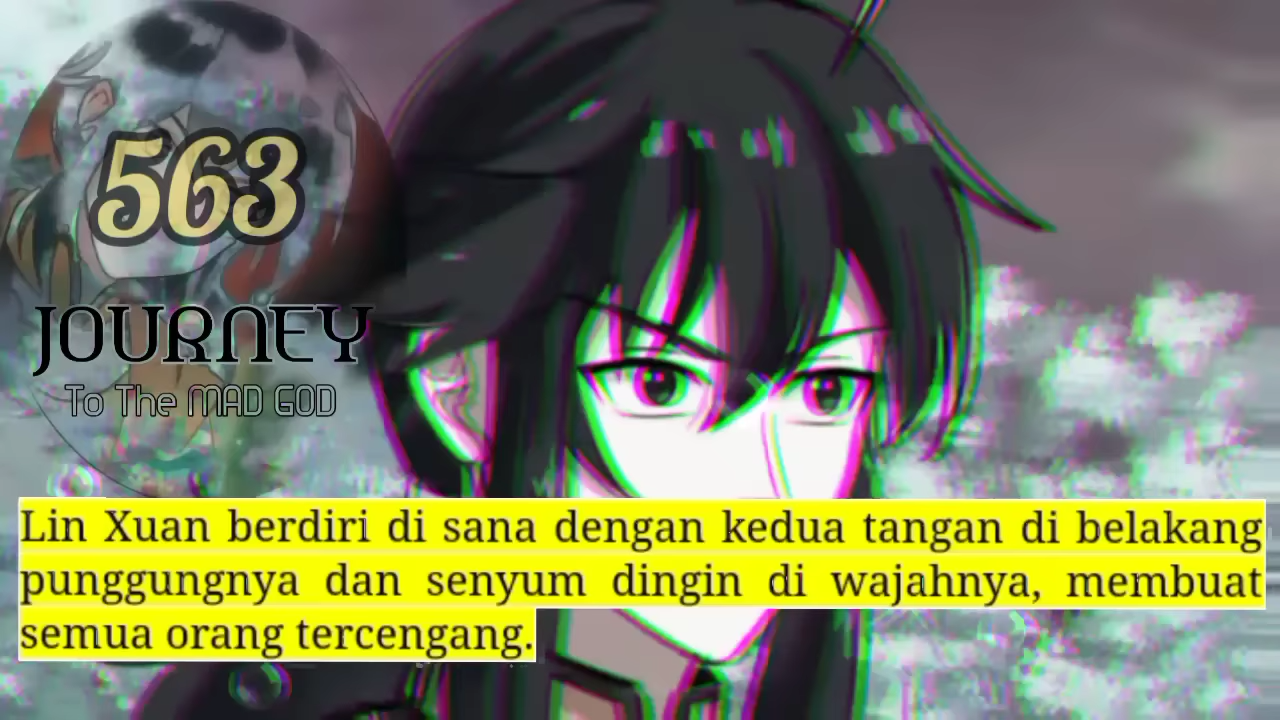 563
JOURNEY
To The MAD GOD
Lin Xuan berdiri di sana dengan kedua tangan di belakang
punggungnya dan senyum dingin di wajahnya, membuat
semua orang tercengang.